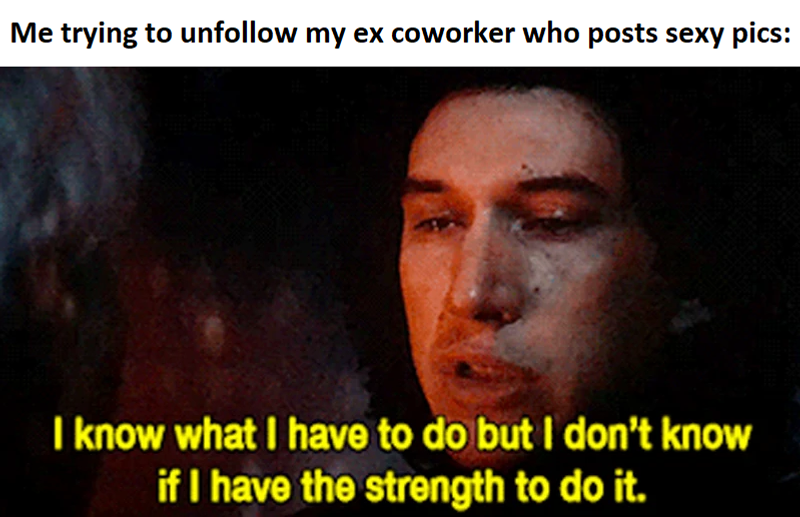 Me trying to unfollow my ex coworker who posts sexy pics:
I know what I have to do but I don't know
if I have the strength to do it.